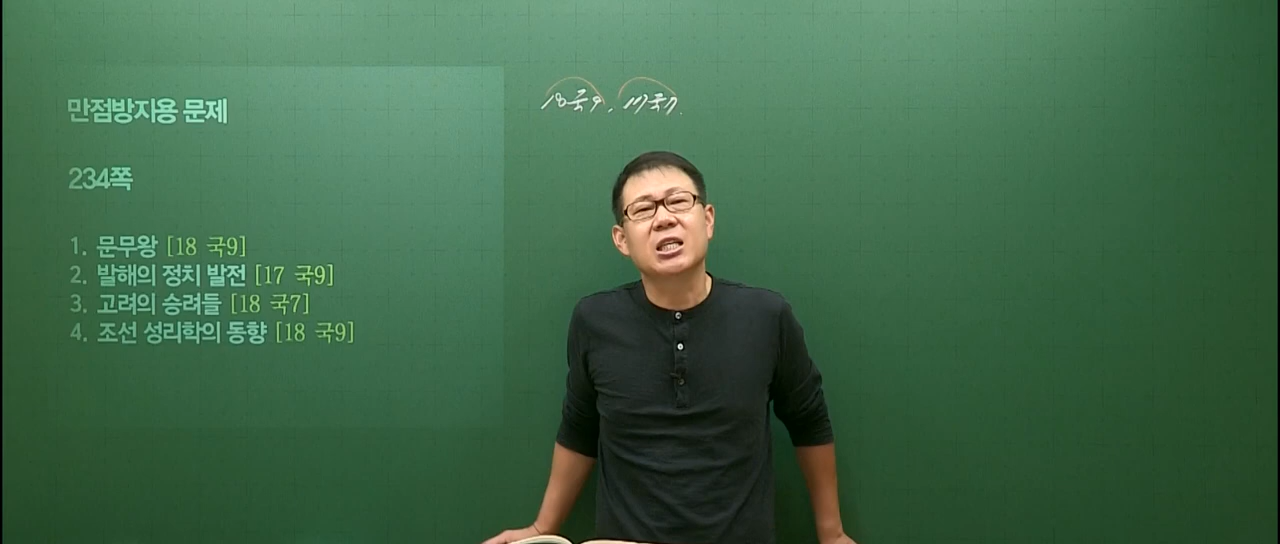 만점방지용 문제
18국9, 17국7.
234쪽
1. 문무왕 [18 국9]
2. 발해의 정치 발전 [17 국9]
3. 고려의 승려들 [18 국7]
4. 조선 성리학의 동향 [18 국9]